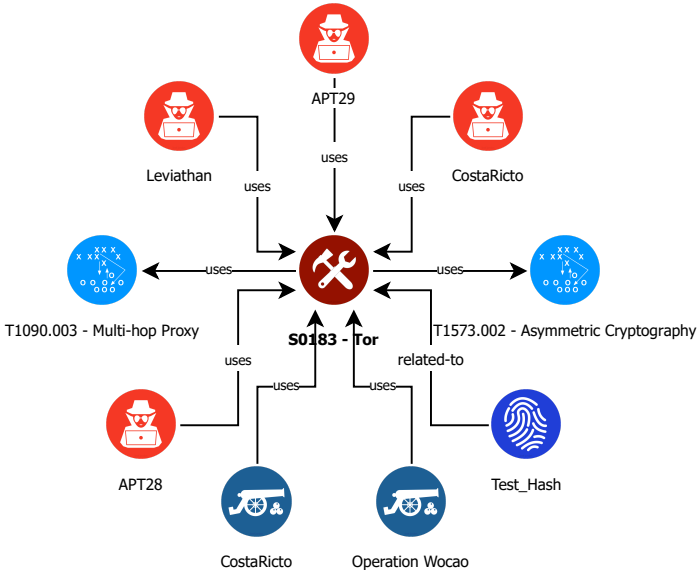 APT29
Leviathan
CostaRicto
uses
uses
uses
uses
uses
T1090.003 - Multi-hop Proxy
S0183 - Tor
T1573.002 - Asymmetric Cryptography
uses
related-to
uses
uses
APT28
Test_Hash
CostaRicto
Operation Wocao